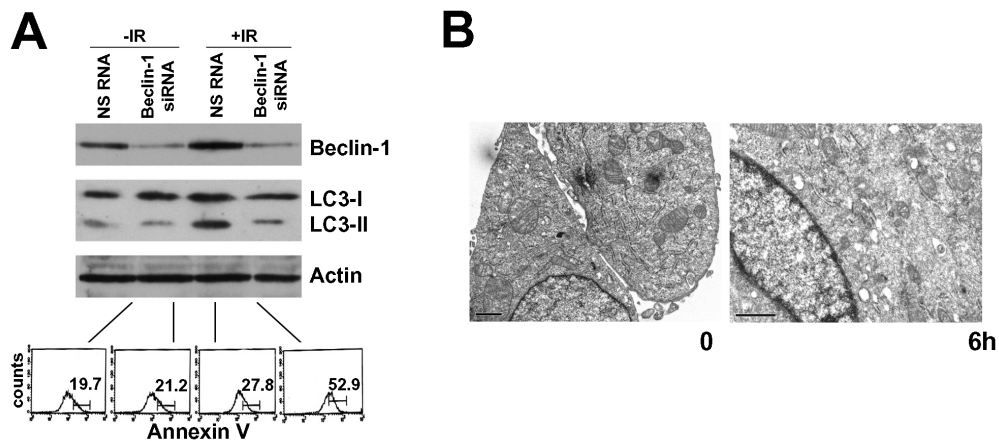 A
B
-IR
+IR
NS RNA
Beclin-1
siRNA
NS RNA
Beclin-1
siRNA
Beclin-1
LC3-I
LC3-II
Actin
counts
19.7
21.2
27.8
52.9
Annexin V
0
6h